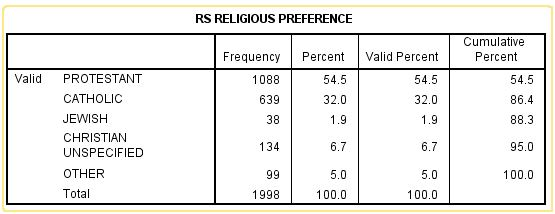 RS RELIGIOUS PREFERENCE
Frequency Percent Valid Percent Cumulative Percent
Valid PROTESTANT 1088 54.5 54.5 54.5
CATHOLIC 639 32.0 32.0 86.4
JEWISH 38 1.9 1.9 88.3
CHRISTIAN
UNSPECIFIED 134 6.7 6.7 95.0
OTHER 99 5.0 5.0 100.0
Total 1998 100.0 100.0